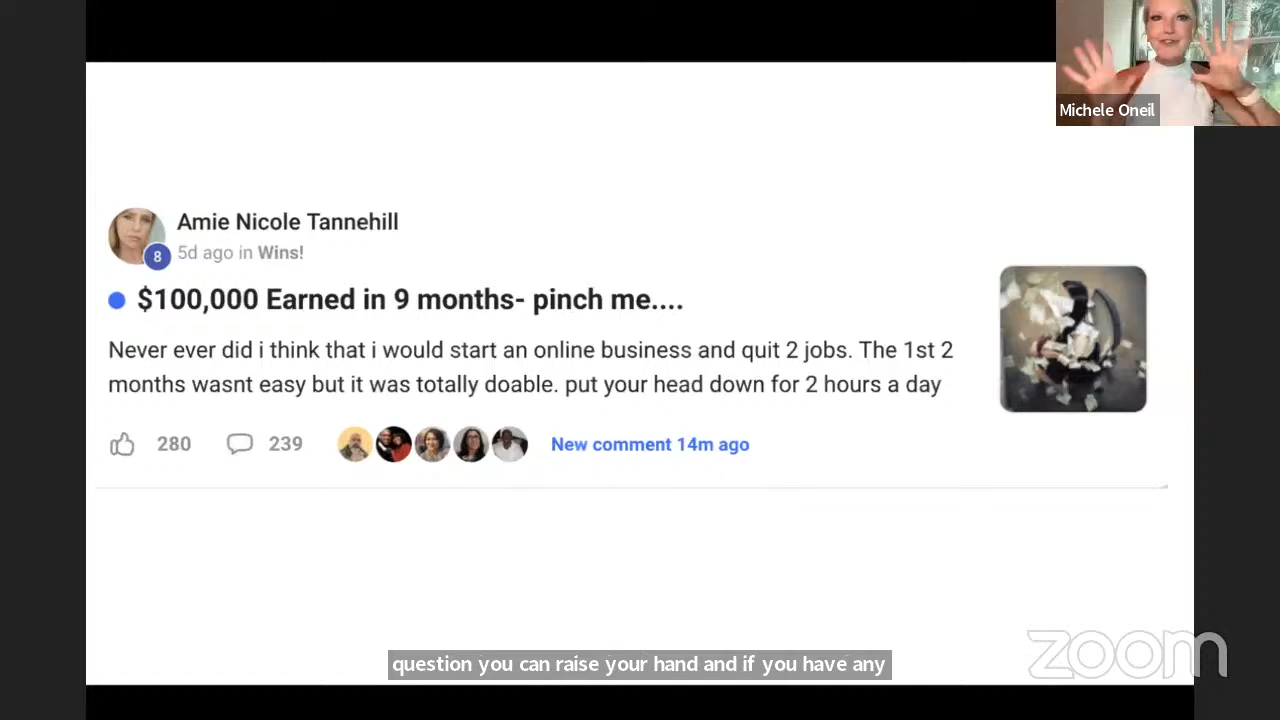 Michele Oneil
Amie Nicole Tannehill
8
5d ago in Wins!
$100,000 Earned in 9 months- pinch me....
Never ever did i think that i would start an online business and quit 2 jobs. The 1st 2
months wasnt easy but it was totally doable. put your head down for 2 hours a day
280 239 New comment 14m ago
question you can raise your hand and if you have any
zoom